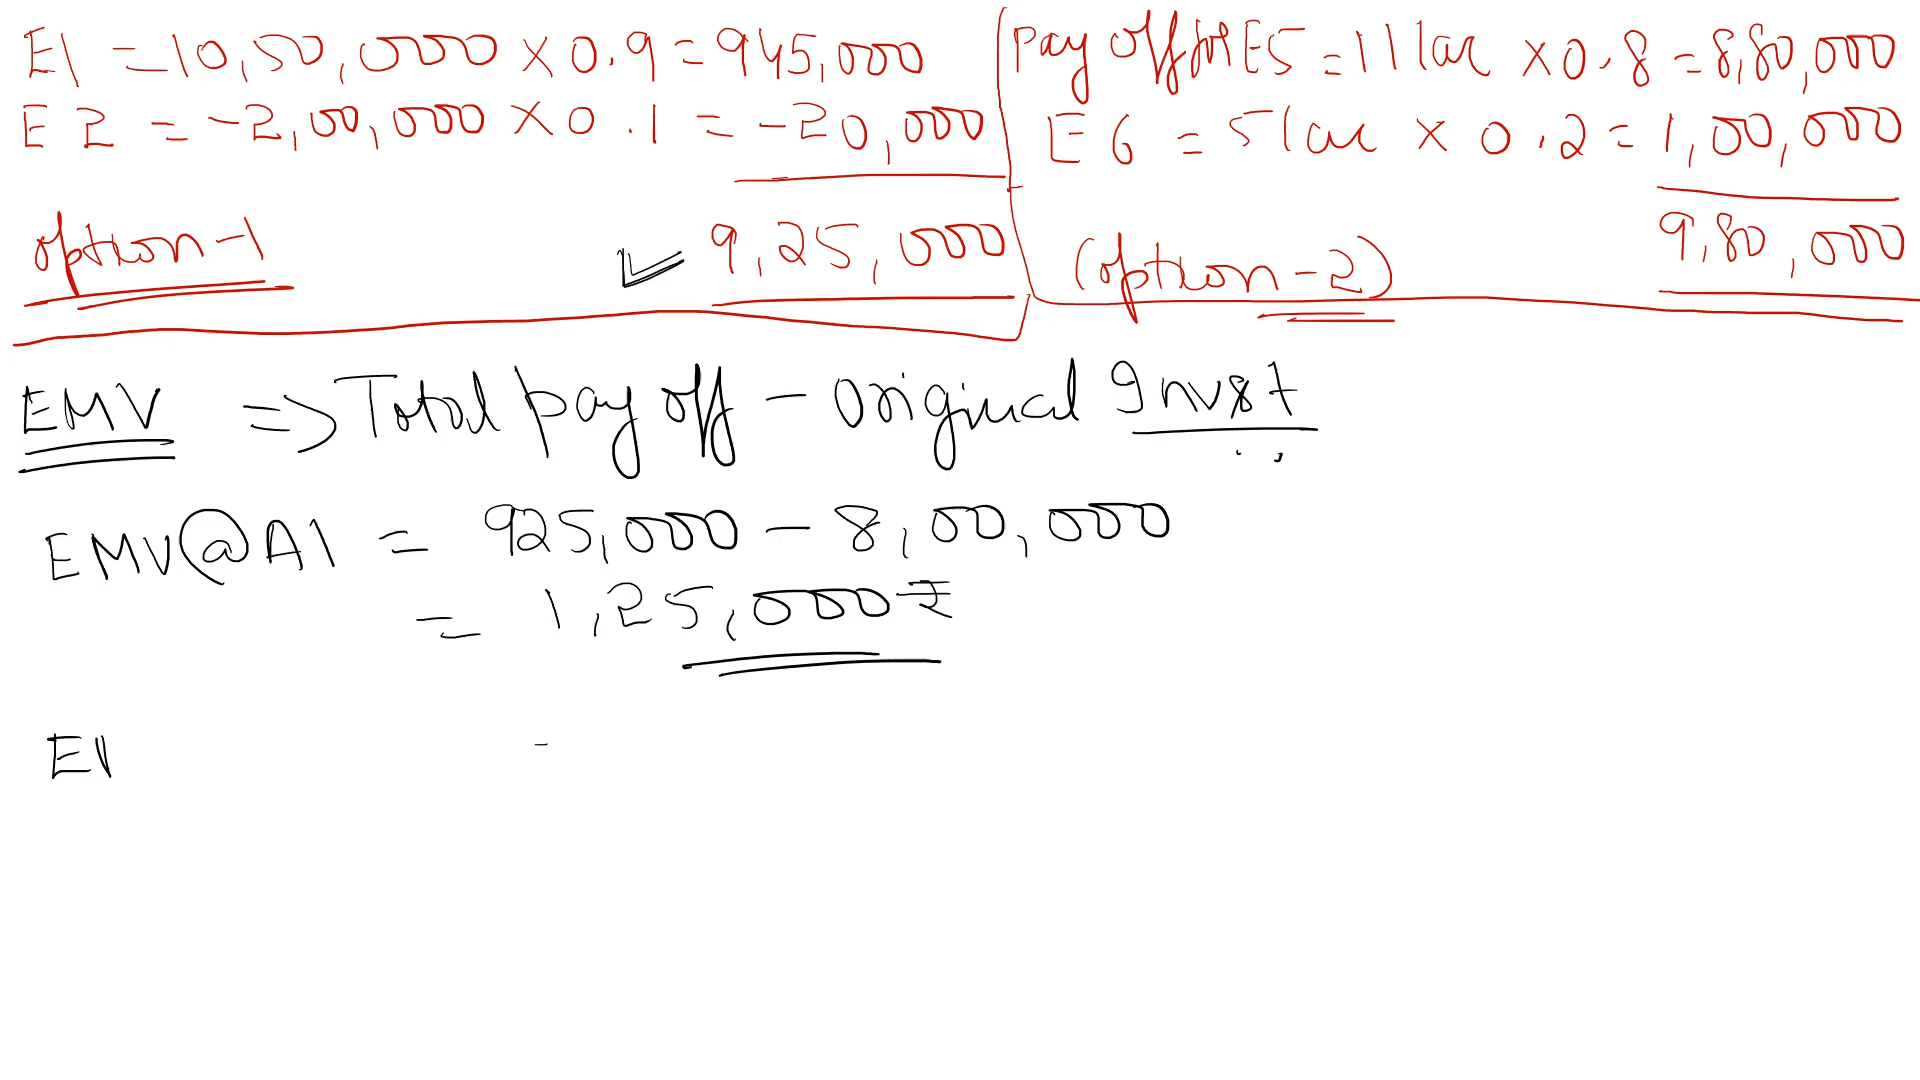 E1 = 10,50,000 X 0.9 = 945,000
E2 = -2,00,000 X 0.1 = -20,000
option-1 9,25,000
Pay off for E5 = 11 lac X 0.8 = 8,80,000
E6 = 5 lac X 0.2 = 1,00,000
(option-2) 9,80,000
EMV => Total pay off - original Invst
EMV@A1 = 925,000 - 8,00,000
= 1,25,000₹